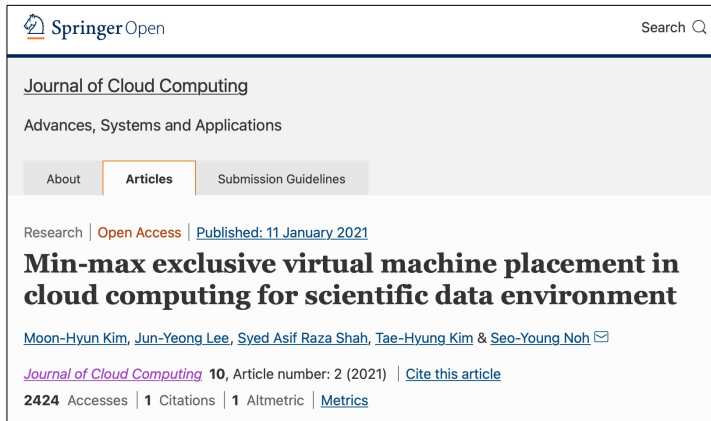 Springer Open
Search
Journal of Cloud Computing
Advances, Systems and Applications
About Articles Submission Guidelines
Research | Open Access | Published: 11 January 2021
Min-max exclusive virtual machine placement in
cloud computing for scientific data environment
Moon-Hyun Kim, Jun-Yeong Lee, Syed Asif Raza Shah, Tae-Hyung Kim & Seo-Young Noh
Journal of Cloud Computing 10, Article number: 2 (2021) | Cite this article
2424 Accesses | 1 Citations | 1 Altmetric | Metrics